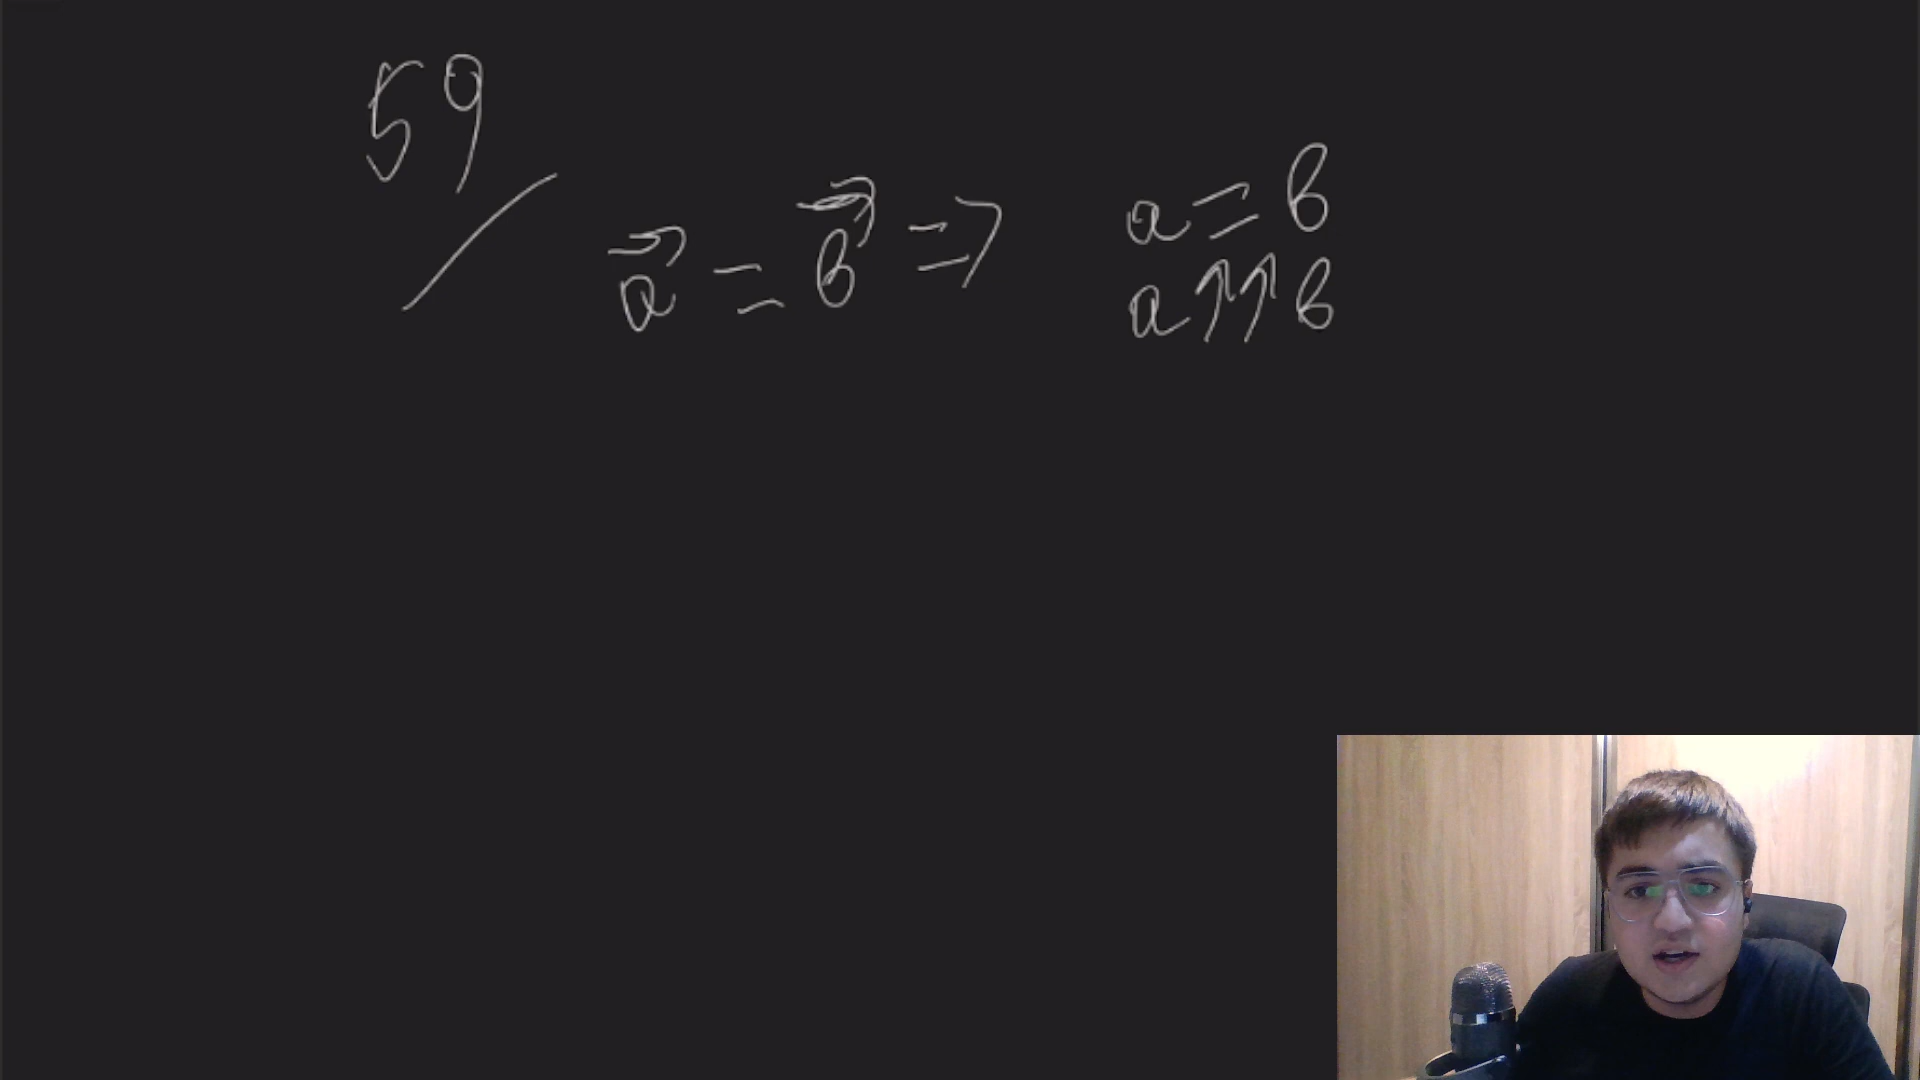 59/
a⃗ = b⃗ => a = b
a ↑↑ b